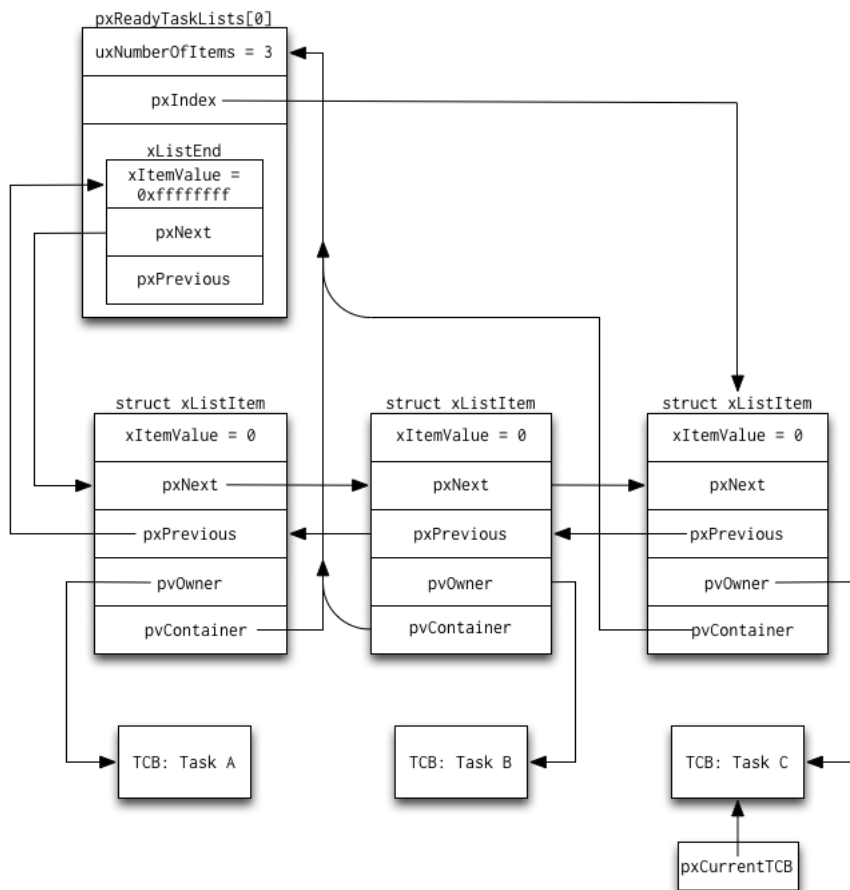 pxReadyTaskLists[0]
uxNumberOfItems = 3
pxIndex
xListEnd
xItemValue =
0xffffffff
pxNext
pxPrevious
struct xListItem
xItemValue = 0
pxNext
pxPrevious
pvOwner
pvContainer
struct xListItem
xItemValue = 0
pxNext
pxPrevious
pvOwner
pvContainer
struct xListItem
xItemValue = 0
pxNext
pxPrevious
pvOwner
pvContainer
TCB: Task A
TCB: Task B
TCB: Task C
pxCurrentTCB